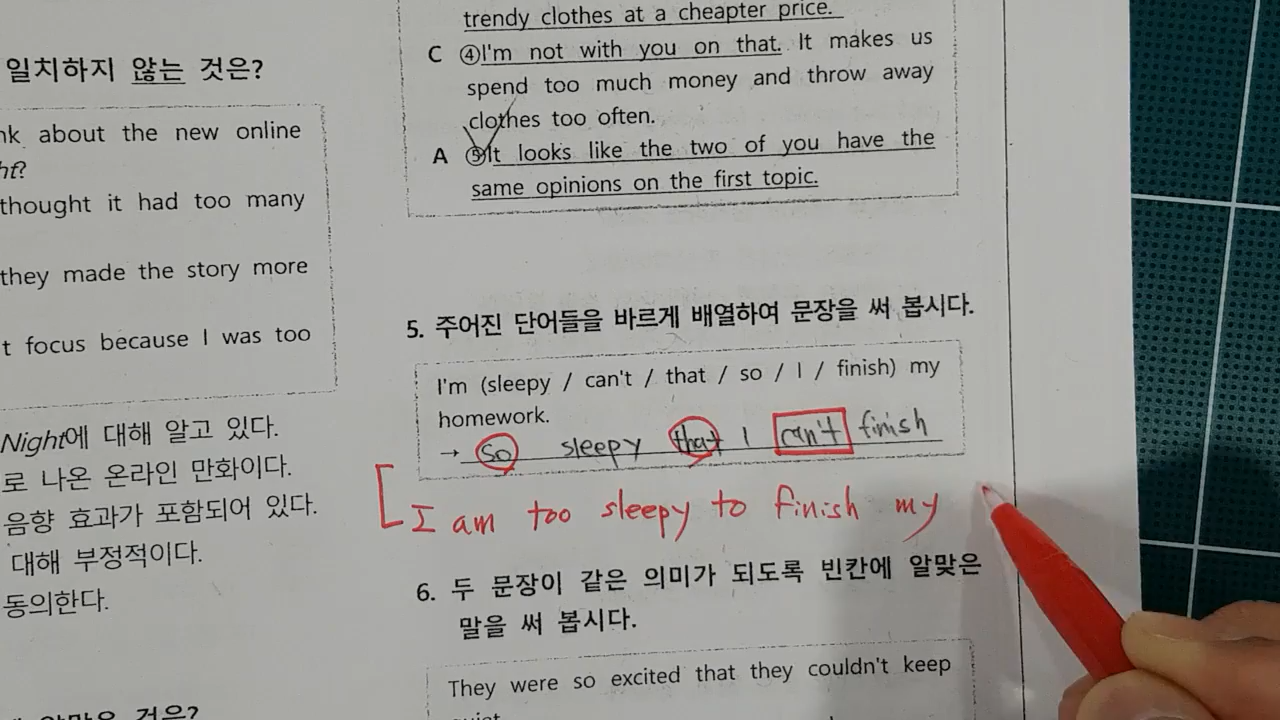 일치하지 않는 것은?
nk about the new online
ht?
thought it had too many
they made the story more
t focus because I was too
Night에 대해 알고 있다.
로 나온 온라인 만화이다.
음향 효과가 포함되어 있다.
대해 부정적이다.
동의한다.
것은?
trendy clothes at a cheapter price.
C ④I'm not with you on that. It makes us
spend too much money and throw away
clothes too often.
A ⑤It looks like the two of you have the
same opinions on the first topic.
5. 주어진 단어들을 바르게 배열하여 문장을 써 봅시다.
I'm (sleepy / can't / that / so / I / finish) my
homework.
→ so sleepy that I can't finish
I am too sleepy to finish my
6. 두 문장이 같은 의미가 되도록 빈칸에 알맞은
말을 써 봅시다.
They were so excited that they couldn't keep